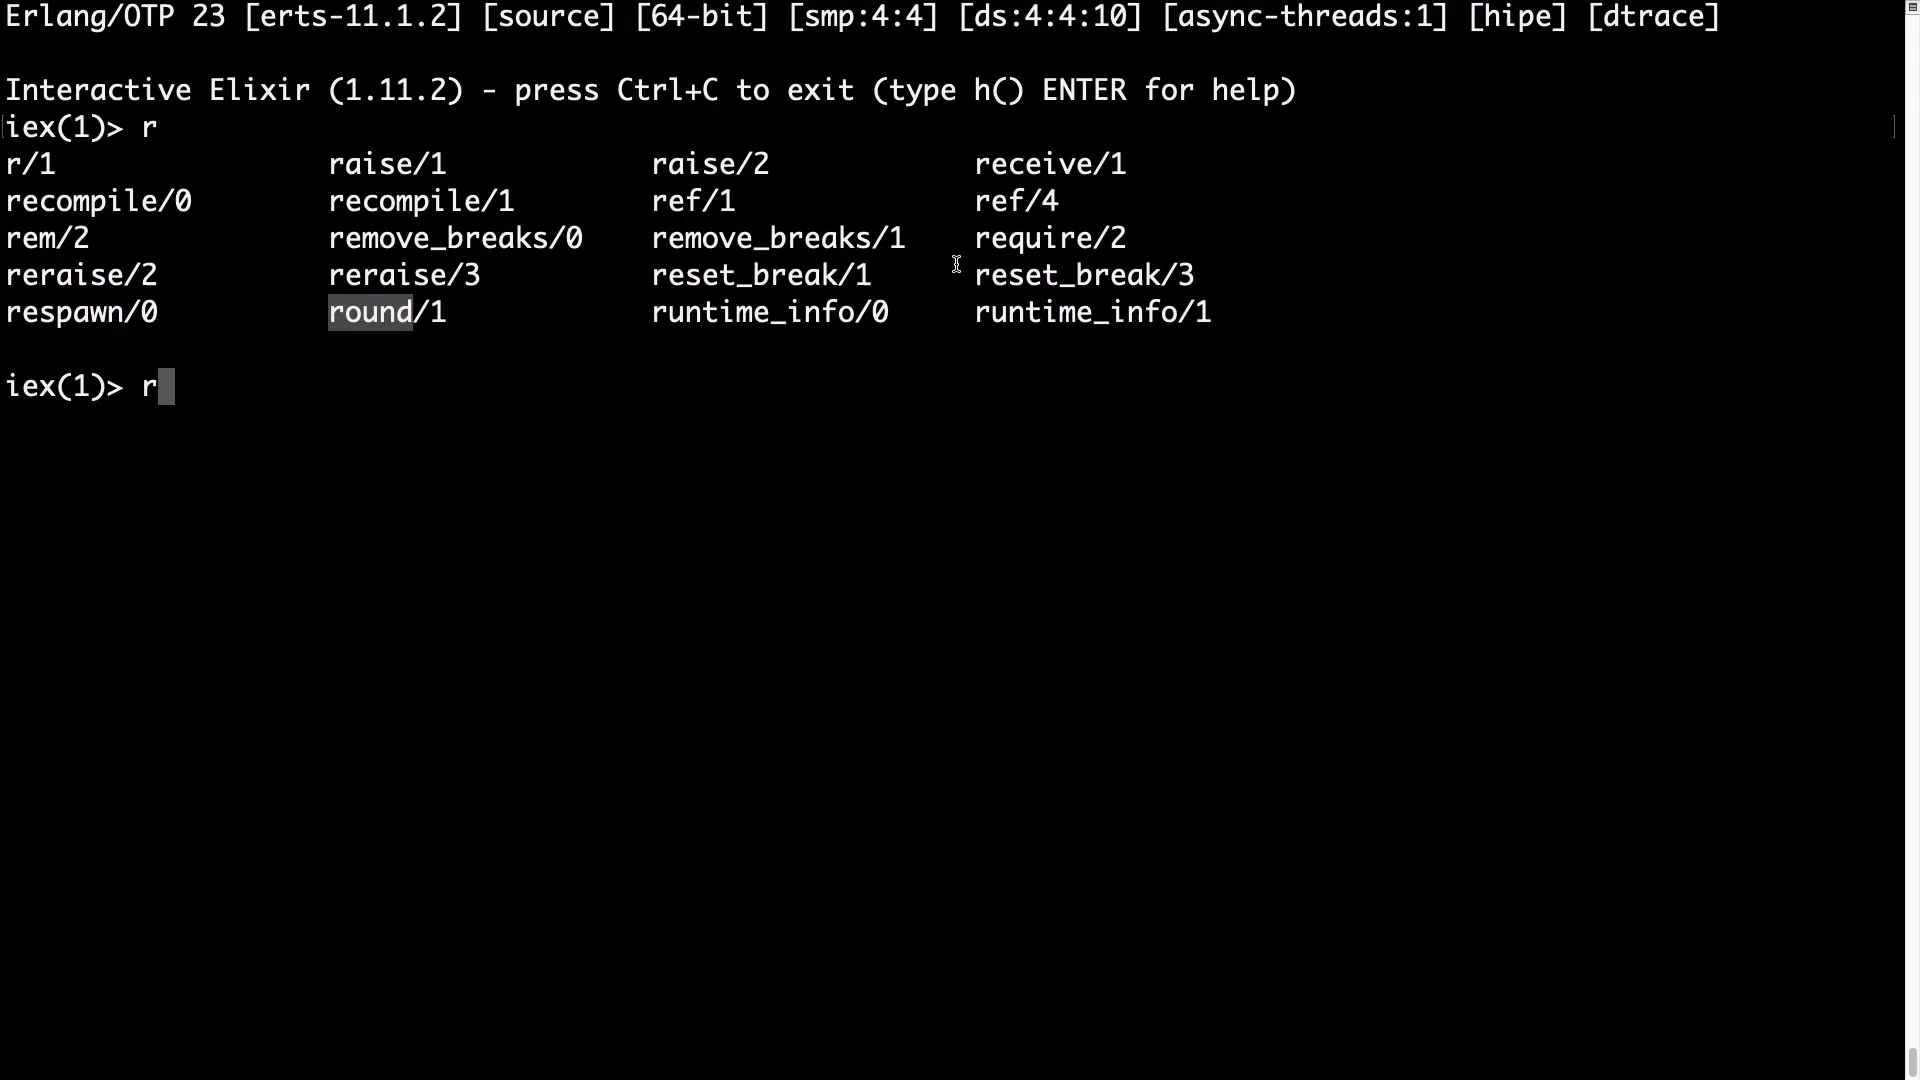 Erlang/OTP 23 [erts-11.1.2] [source] [64-bit] [smp:4:4] [ds:4:4:10] [async-threads:1] [hipe] [dtrace]
Interactive Elixir (1.11.2) - press Ctrl+C to exit (type h() ENTER for help)
iex(1)> r
r/1 raise/1 raise/2 receive/1
recompile/0 recompile/1 ref/1 ref/4
rem/2 remove_breaks/0 remove_breaks/1 require/2
reraise/2 reraise/3 reset_break/1 reset_break/3
respawn/0 round/1 runtime_info/0 runtime_info/1
iex(1)> r